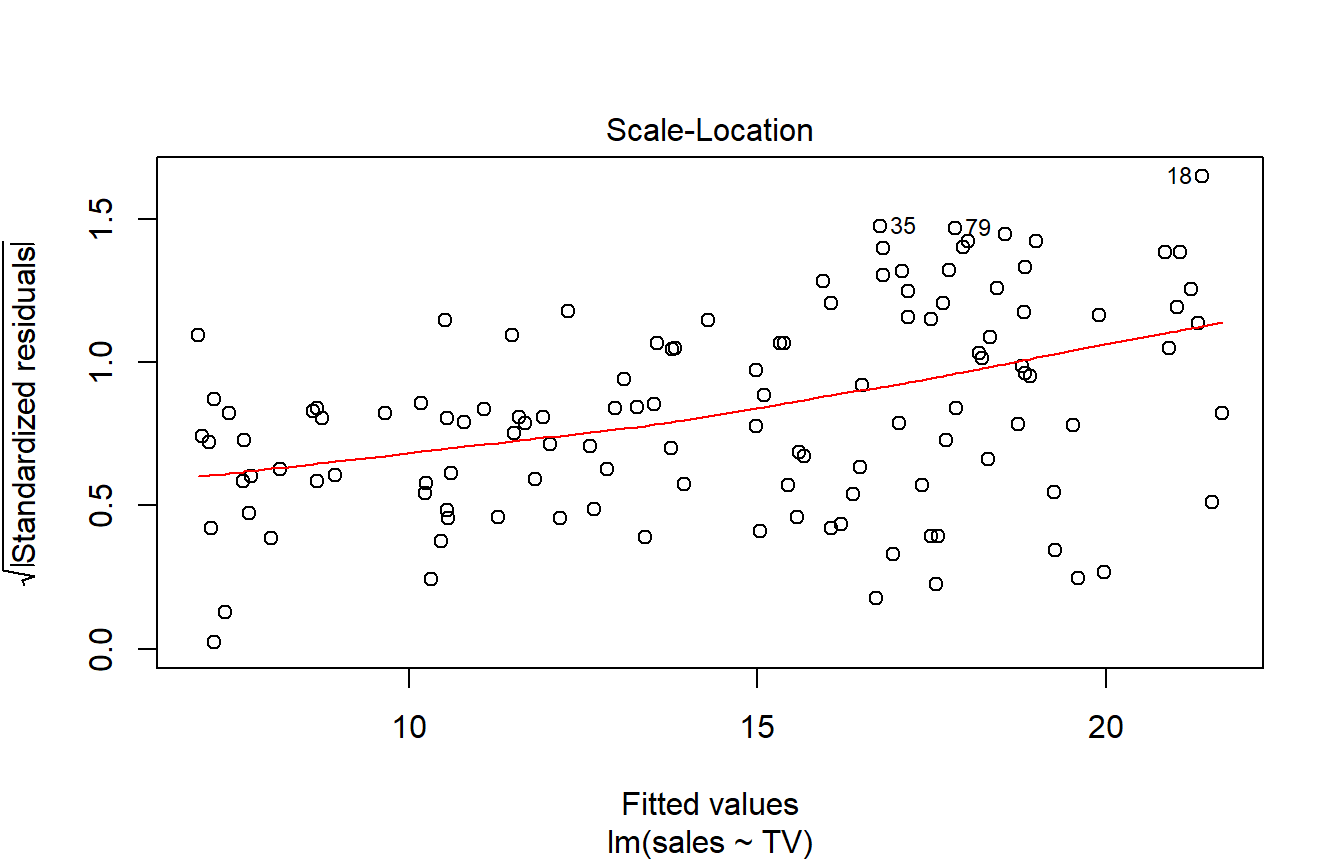 Scale-Location
√|Standardized residuals|
1.5
1.0
0.5
0.0
18
35
79
10
15
20
Fitted values
lm(sales ~ TV)